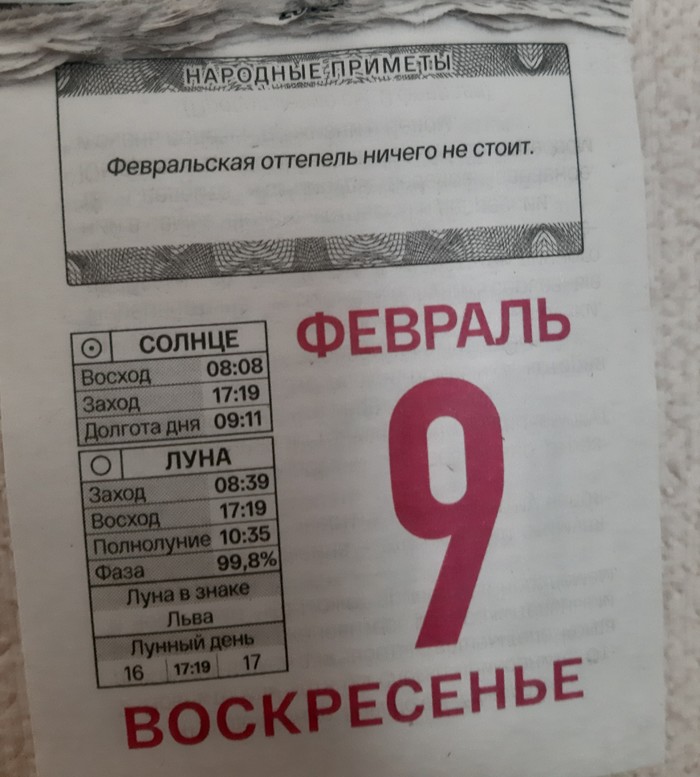 НАРОДНЫЕ ПРИМЕТЫ
Февральская оттепель ничего не стоит.
ФЕВРАЛЬ
9
ВОСКРЕСЕНЬЕ
СОЛНЦЕ
Восход 08:08
Заход 17:19
Долгота дня 09:11
ЛУНА
Заход 08:39
Восход 17:19
Полнолуние 10:35
Фаза 99,8%
Луна в знаке
Льва
Лунный день
16 17:19 17